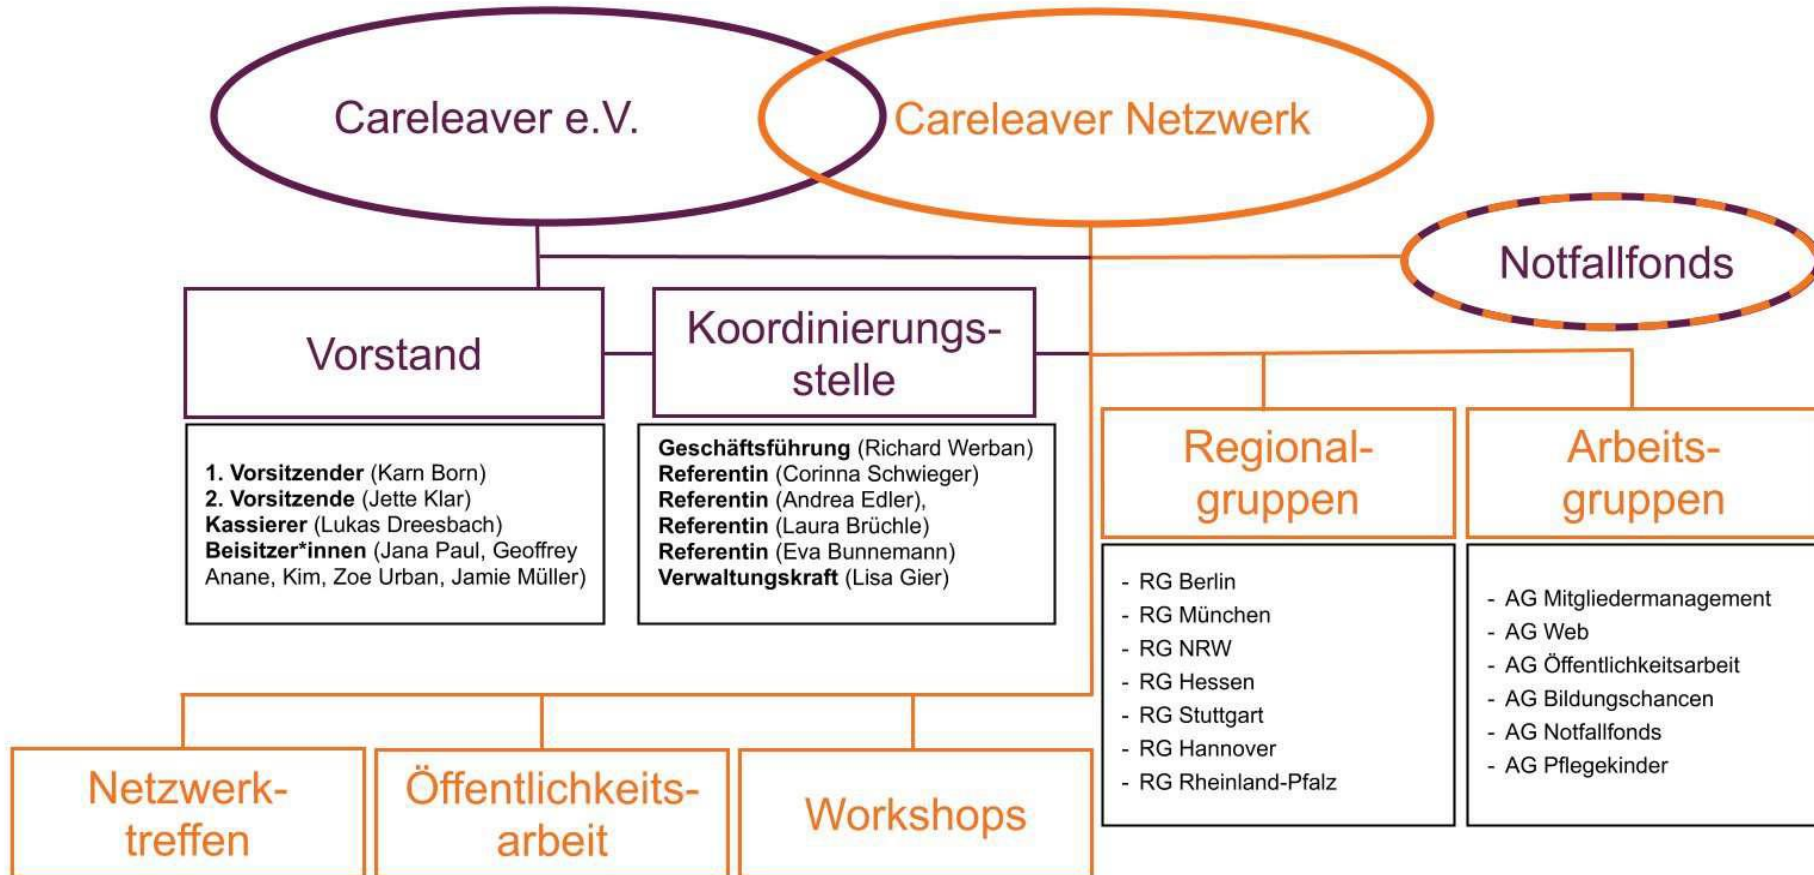 Careleaver e.V.
Careleaver Netzwerk
Notfallfonds
Vorstand
Koordinierungs-
stelle
1. Vorsitzender (Karn Born)
2. Vorsitzende (Jette Klar)
Kassierer (Lukas Dreesbach)
Beisitzer*innen (Jana Paul, Geoffrey
Anane, Kim, Zoe Urban, Jamie Müller)
Geschäftsführung (Richard Werban)
Referentin (Corinna Schwieger)
Referentin (Andrea Edler),
Referentin (Laura Brüchle)
Referentin (Eva Bunnemann)
Verwaltungskraft (Lisa Gier)
Regional-
gruppen
- RG Berlin
- RG München
- RG NRW
- RG Hessen
- RG Stuttgart
- RG Hannover
- RG Rheinland-Pfalz
Arbeits-
gruppen
- AG Mitgliedermanagement
- AG Web
- AG Öffentlichkeitsarbeit
- AG Bildungschancen
- AG Notfallfonds
- AG Pflegekinder
Netzwerk-
treffen
Öffentlichkeits-
arbeit
Workshops